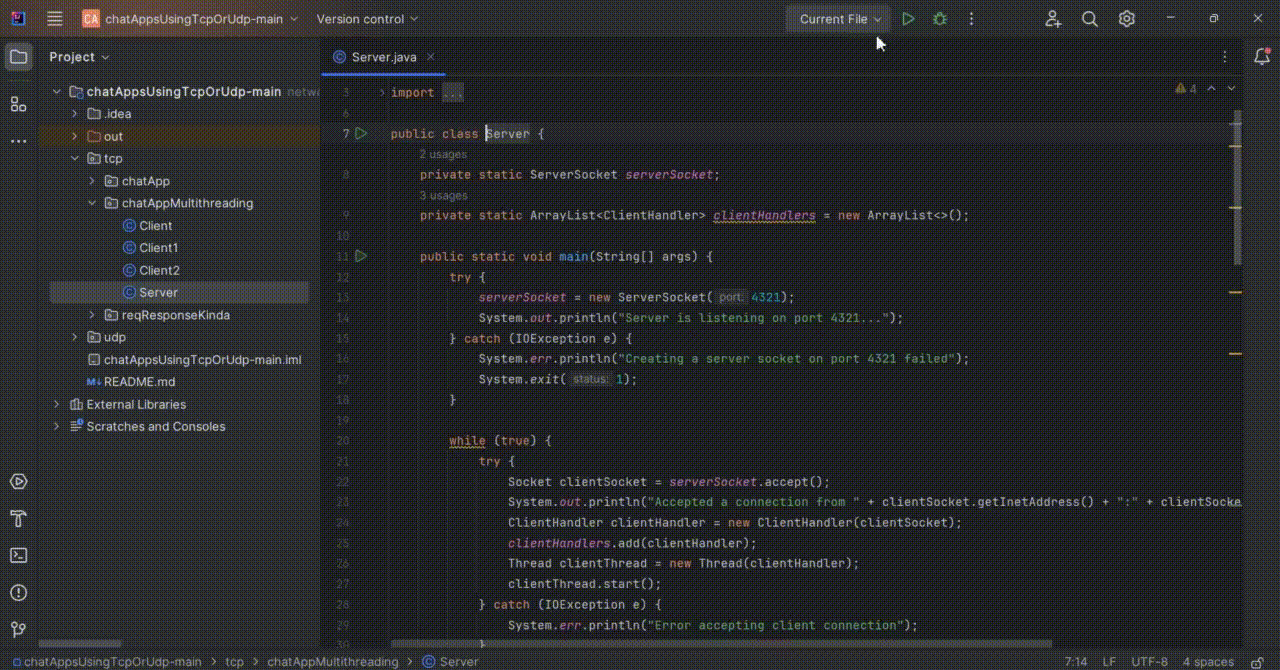 CA chatAppsUsingTcpOrUdp-main Version control Current File
Project
Server.java
chatAppsUsingTcpOrUdp-main netwo
.idea
out
tcp
chatApp
chatAppMultithreading
Client
Client1
Client2
Server
reqResponseKinda
udp
chatAppsUsingTcpOrUdp-main.iml
M↓ README.md
External Libraries
Scratches and Consoles
4
3 import ...
6
7 public class Server {
2 usages
8 private static ServerSocket serverSocket;
3 usages
9 private static ArrayList<ClientHandler> clientHandlers = new ArrayList<>();
10
11 public static void main(String[] args) {
12 try {
13 serverSocket = new ServerSocket( port: 4321);
14 System.out.println("Server is listening on port 4321...");
15 } catch (IOException e) {
16 System.err.println("Creating a server socket on port 4321 failed");
17 System.exit( status: 1);
18 }
19
20 while (true) {
21 try {
22 Socket clientSocket = serverSocket.accept();
23 System.out.println("Accepted a connection from " + clientSocket.getInetAddress() + ":" + clientSocke
24 ClientHandler clientHandler = new ClientHandler(clientSocket);
25 clientHandlers.add(clientHandler);
26 Thread clientThread = new Thread(clientHandler);
27 clientThread.start();
28 } catch (IOException e) {
29 System.err.println("Error accepting client connection");
30 }
chatAppsUsingTcpOrUdp-main > tcp > chatAppMultithreading > Server 7:14 LF UTF-8 4 spaces